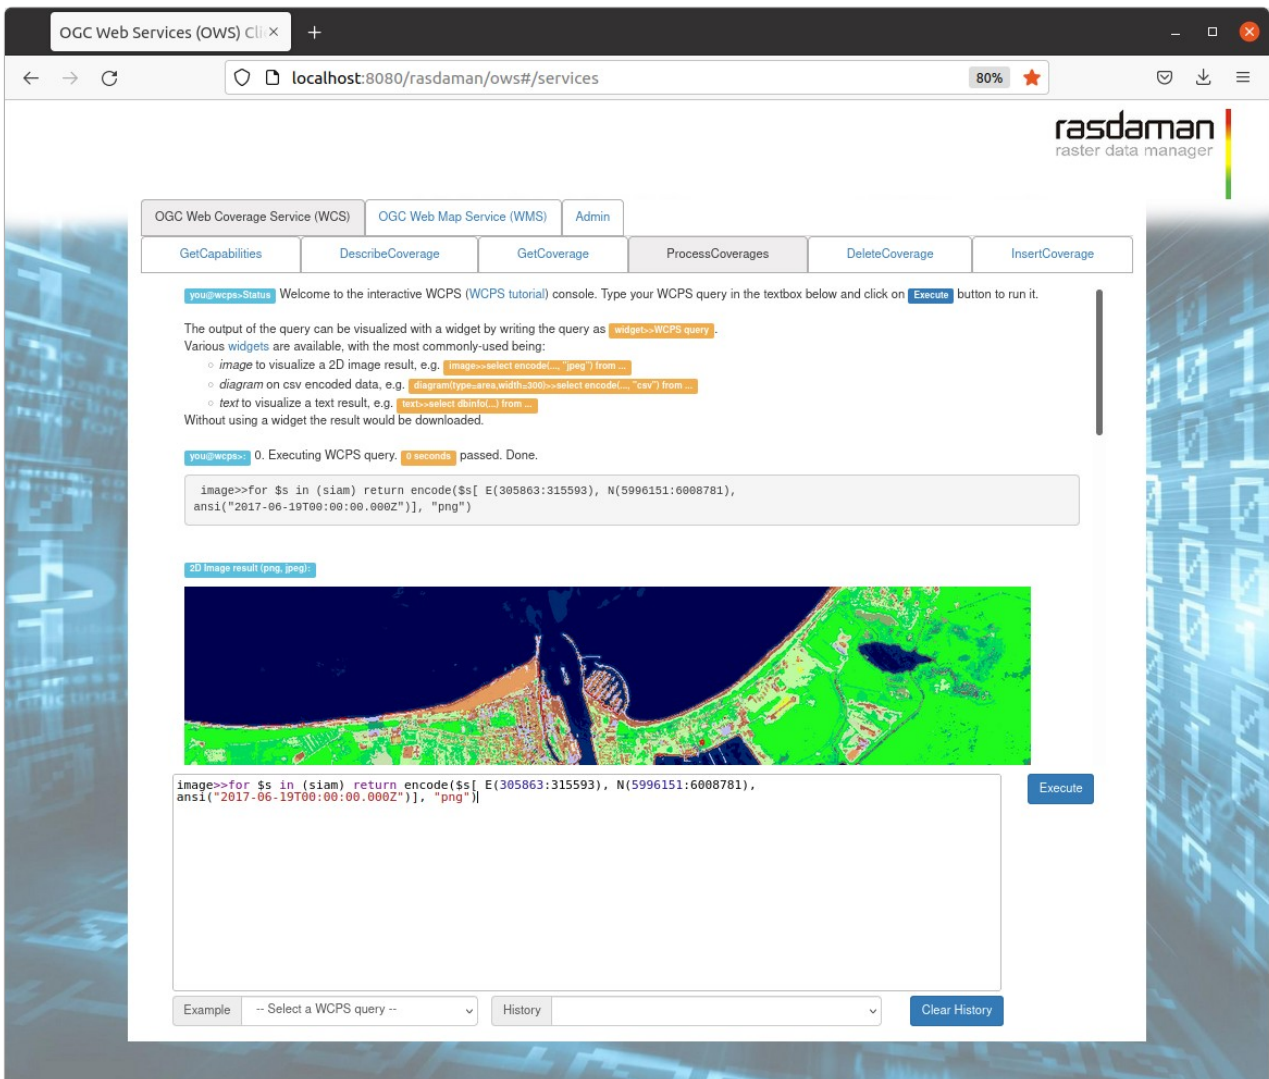 OGC Web Services (OWS) Cli
localhost:8080/rasdaman/ows#/services 80%
rasdaman
raster data manager
OGC Web Coverage Service (WCS) OGC Web Map Service (WMS) Admin
GetCapabilities DescribeCoverage GetCoverage ProcessCoverages DeleteCoverage InsertCoverage
you@wcps>Status Welcome to the interactive WCPS (WCPS tutorial) console. Type your WCPS query in the textbox below and click on Execute button to run it.
The output of the query can be visualized with a widget by writing the query as widget>>WCPS query .
Various widgets are available, with the most commonly-used being:
image to visualize a 2D image result, e.g. image>>select encode(..., "jpeg") from ...
diagram on csv encoded data, e.g. diagram(type=area,width=300)>>select encode(..., "csv") from ...
text to visualize a text result, e.g. text>>select dbinfo(...) from ...
Without using a widget the result would be downloaded.
you@wcps>: 0. Executing WCPS query. 0 seconds passed. Done.
image>>for $s in (siam) return encode($s[ E(305863:315593), N(5996151:6008781),
ansi("2017-06-19T00:00:00.000Z")], "png")
2D Image result (png, jpeg):
image>>for $s in (siam) return encode($s[ E(305863:315593), N(5996151:6008781),
ansi("2017-06-19T00:00:00.000Z")], "png")
Execute
Example -- Select a WCPS query -- History Clear History